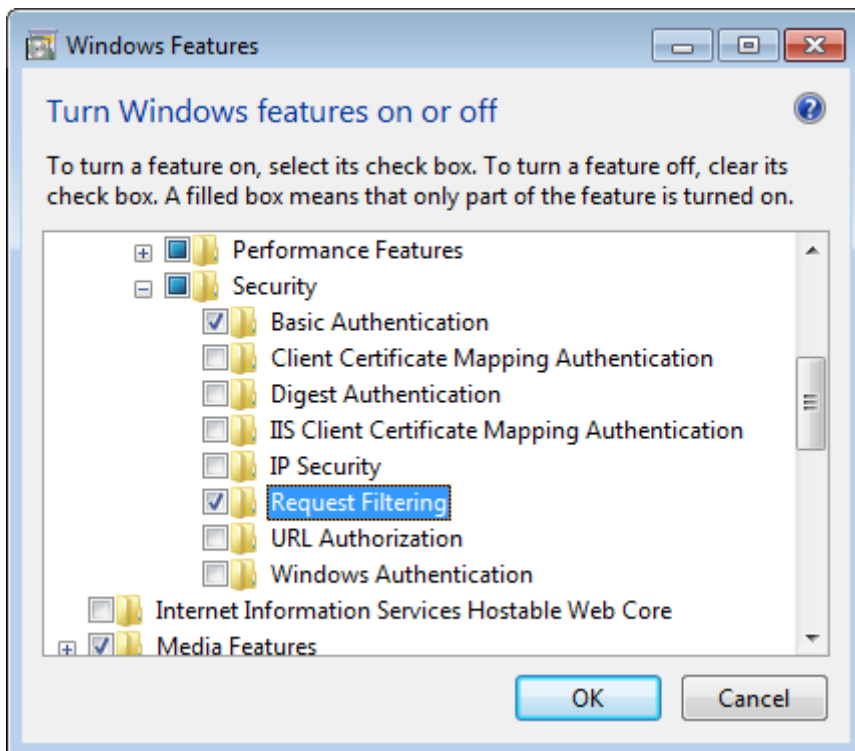 Windows Features
Turn Windows features on or off
To turn a feature on, select its check box. To turn a feature off, clear its
check box. A filled box means that only part of the feature is turned on.
Performance Features
Security
Basic Authentication
Client Certificate Mapping Authentication
Digest Authentication
IIS Client Certificate Mapping Authentication
IP Security
Request Filtering
URL Authorization
Windows Authentication
Internet Information Services Hostable Web Core
Media Features
OK
Cancel